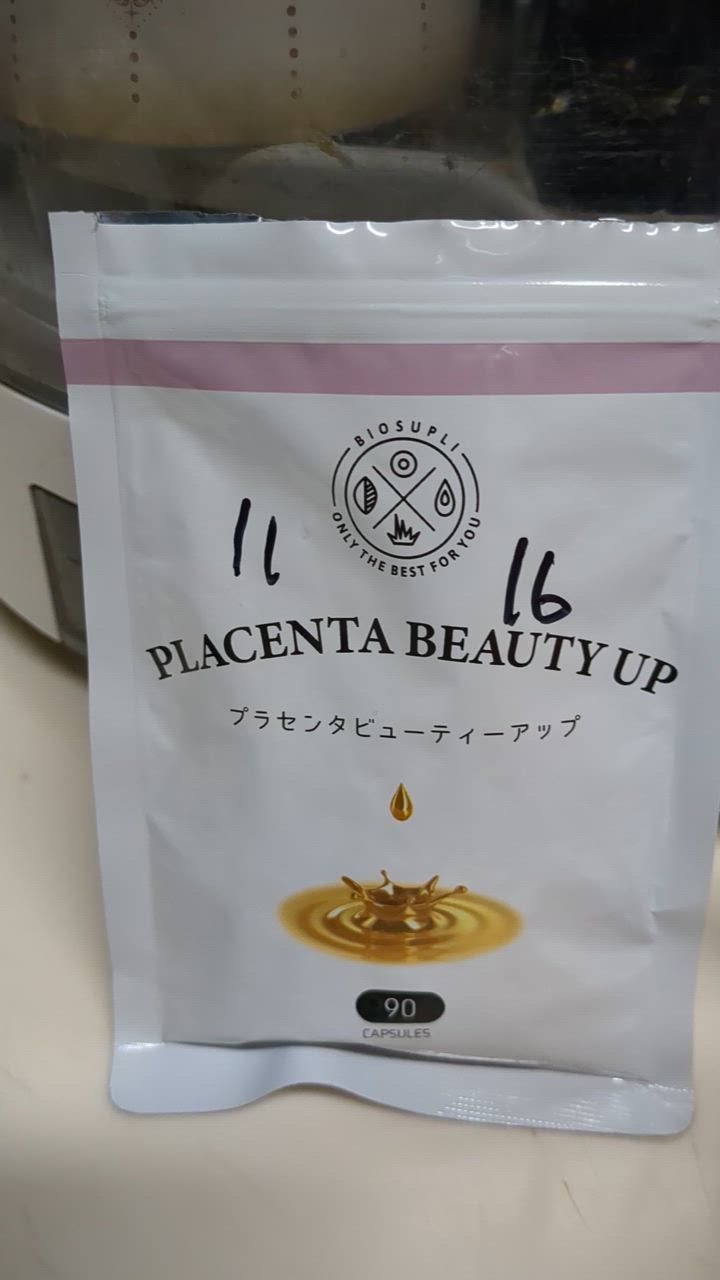 BIOSUPLI
ONLY THE BEST FOR YOU
11
16
PLACENTA BEAUTY UP
プラセンタビューティーアップ
90
CAPSULES